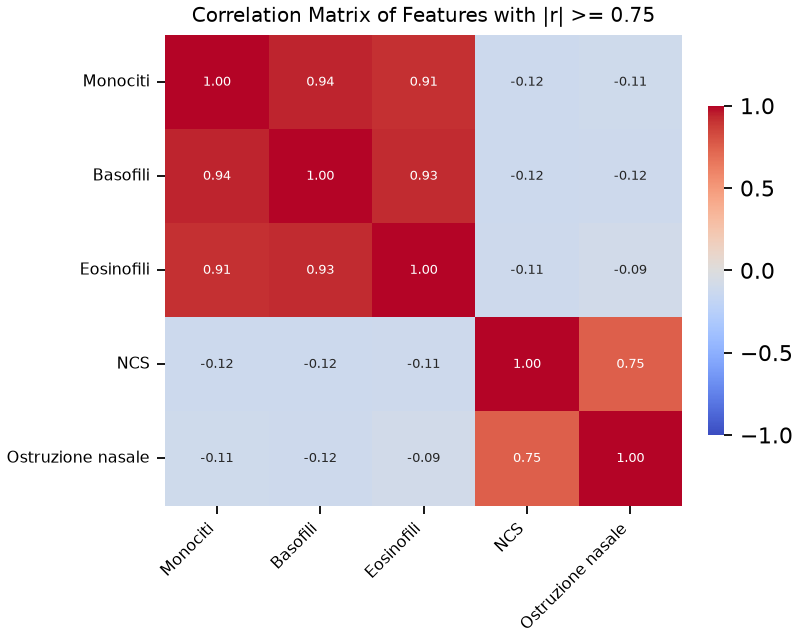 Correlation Matrix of Features with |r| >= 0.75
Monociti 1.00 0.94 0.91 -0.12 -0.11
Basofili 0.94 1.00 0.93 -0.12 -0.12
Eosinofili 0.91 0.93 1.00 -0.11 -0.09
NCS -0.12 -0.12 -0.11 1.00 0.75
Ostruzione nasale -0.11 -0.12 -0.09 0.75 1.00
Monociti Basofili Eosinofili NCS Ostruzione nasale
1.0
0.5
0.0
−0.5
−1.0